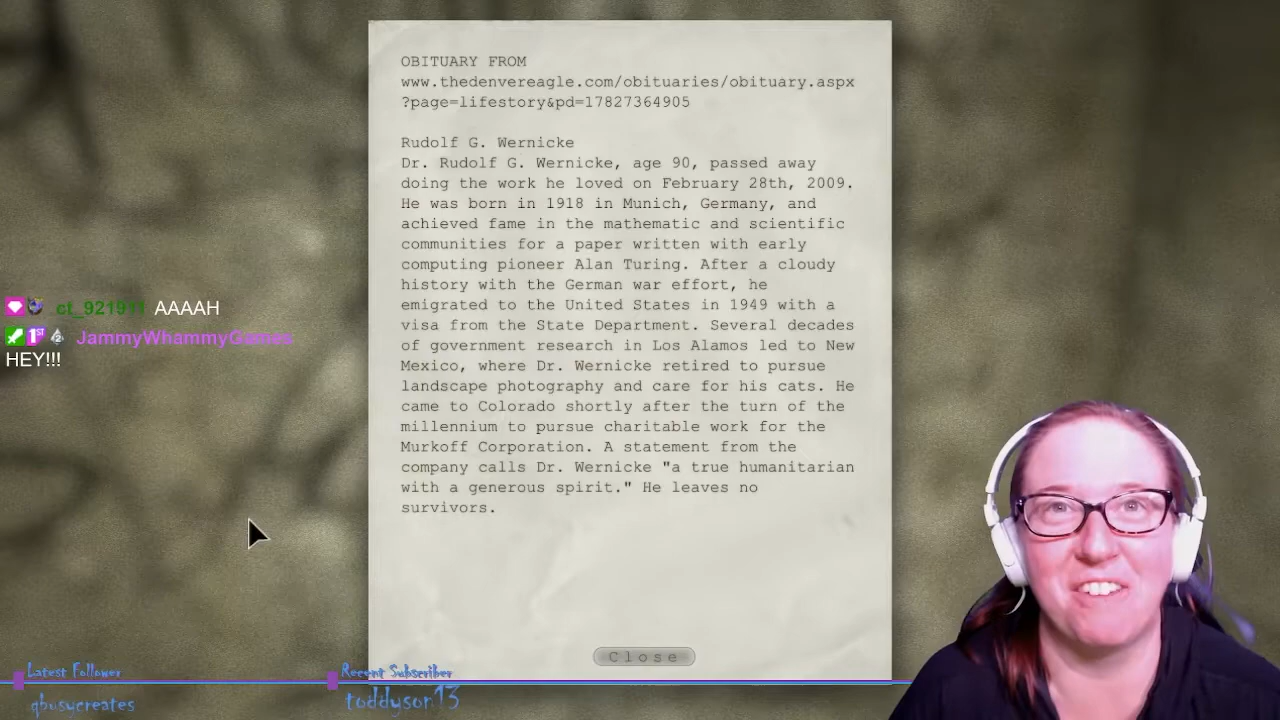 OBITUARY FROM
www.thedenvereagle.com/obituaries/obituary.aspx
?page=lifestory&pd=17827364905
Rudolf G. Wernicke
Dr. Rudolf G. Wernicke, age 90, passed away
doing the work he loved on February 28th, 2009.
He was born in 1918 in Munich, Germany, and
achieved fame in the mathematic and scientific
communities for a paper written with early
computing pioneer Alan Turing. After a cloudy
history with the German war effort, he
emigrated to the United States in 1949 with a
visa from the State Department. Several decades
of government research in Los Alamos led to New
Mexico, where Dr. Wernicke retired to pursue
landscape photography and care for his cats. He
came to Colorado shortly after the turn of the
millennium to pursue charitable work for the
Murkoff Corporation. A statement from the
company calls Dr. Wernicke "a true humanitarian
with a generous spirit." He leaves no
survivors.
Close
ct_921911 AAAAH
1ST 2 JammyWhammyGames
HEY!!!
Latest Follower
qbusycreates
Recent Subscriber
toddyson13